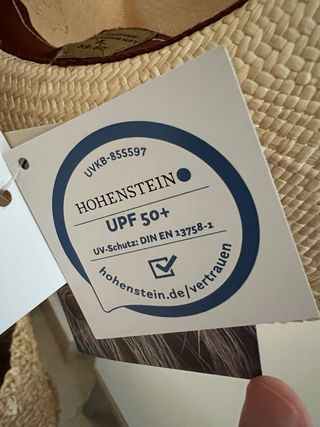 UVKB-855597
HOHENSTEIN
UPF 50+
UV-Schutz: DIN EN 13758-1
hohenstein.de/vertrauen